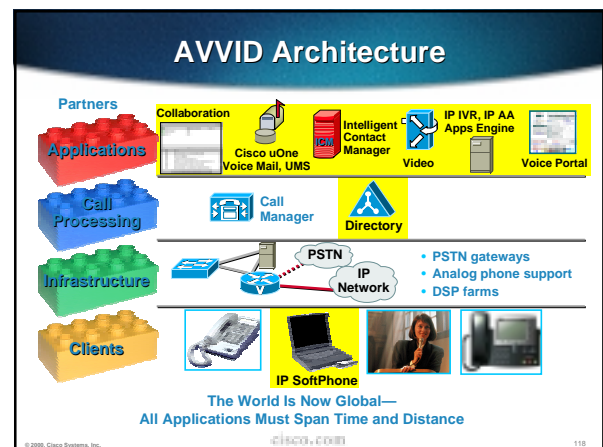 AVVID Architecture
Partners
Applications
Collaboration
Cisco uOne
Voice Mail, UMS
ICM
Intelligent
Contact
Manager
Video
IP IVR, IP AA
Apps Engine
Voice Portal
Call
Processing
Call
Manager
Directory
Infrastructure
PSTN
IP
Network
V
• PSTN gateways
• Analog phone support
• DSP farms
Clients
IP SoftPhone
The World Is Now Global—
All Applications Must Span Time and Distance
© 2000, Cisco Systems, Inc.
cisco.com
118